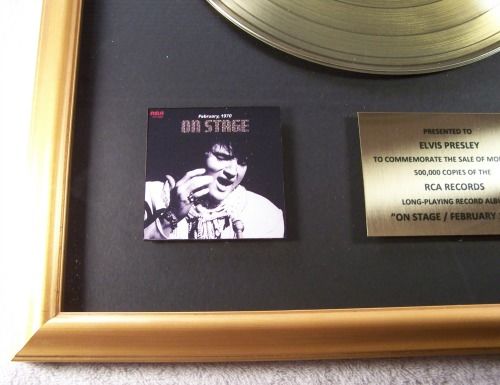 RCA
February, 1970
ON STAGE
PRESENTED TO
ELVIS PRESLEY
TO COMMEMORATE THE SALE OF MO
500,000 COPIES OF THE
RCA RECORDS
LONG-PLAYING RECORD ALBU
"ON STAGE / FEBRUARY